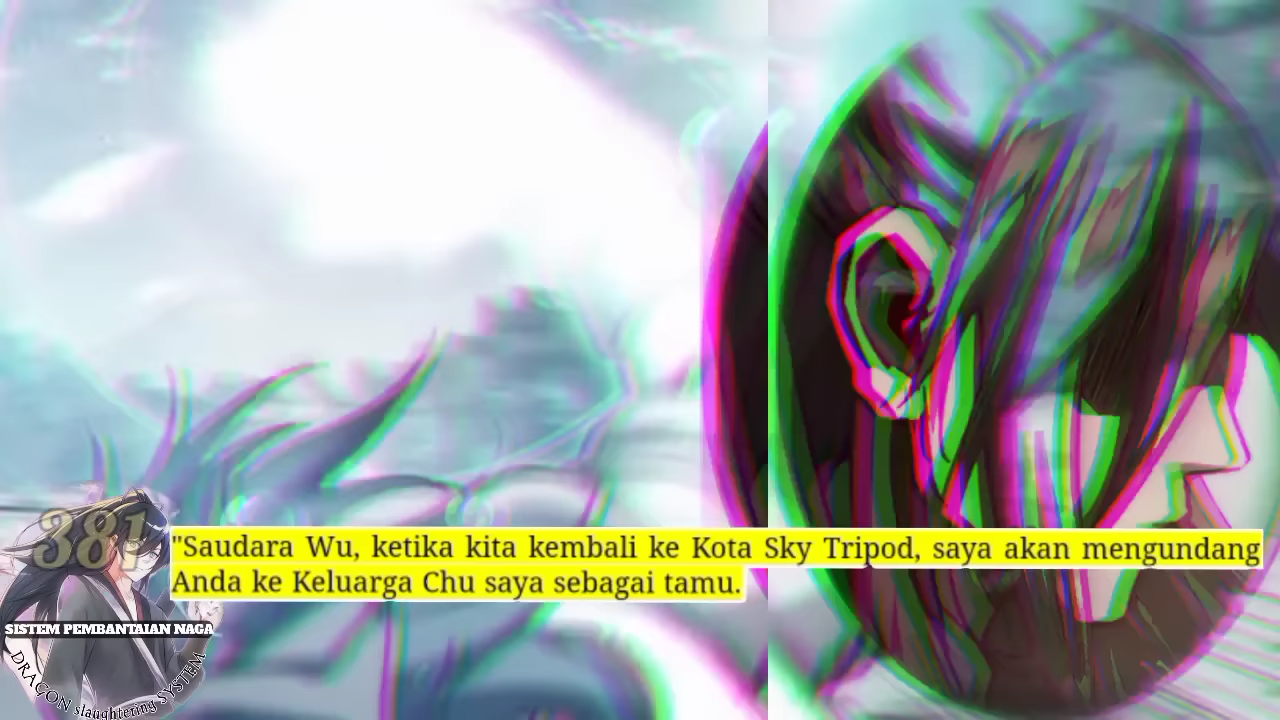 381
"Saudara Wu, ketika kita kembali ke Kota Sky Tripod, saya akan mengundang
Anda ke Keluarga Chu saya sebagai tamu.
SISTEM PEMBANTAIAN NAGA
DRAGON slaughtering SYSTEM